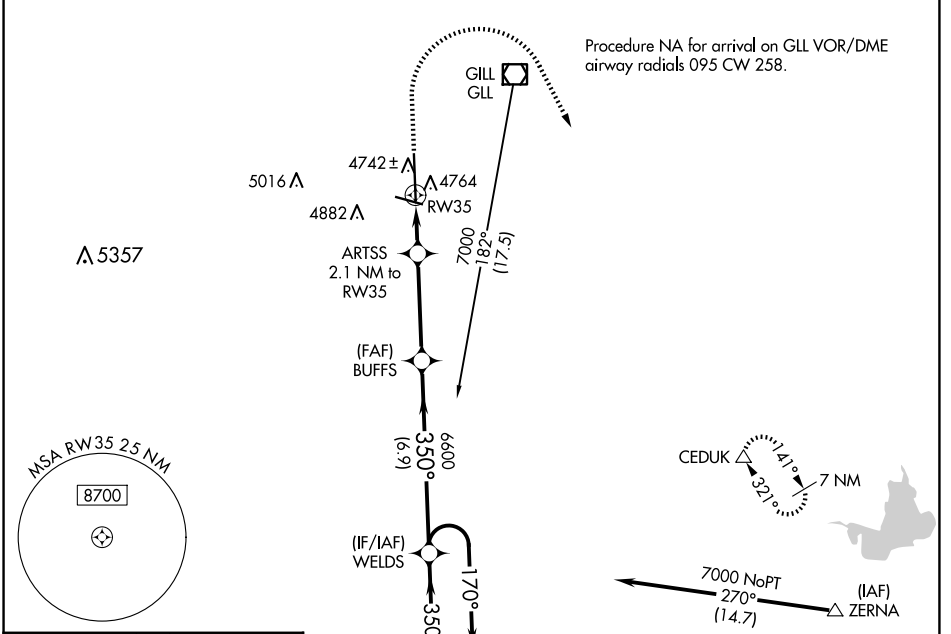 Procedure NA for arrival on GLL VOR/DME
airway radials 095 CW 258.
GILL
GLL
4742±
4764
5016
RW35
4882
5357
7000
182°
(17.5)
ARTSS
2.1 NM to
RW35
(FAF)
BUFFS
6600
350°
(6.9)
MSA RW35 25 NM
8700
CEDUK
141°
321°
7 NM
(IF/IAF)
WELDS
170°
350
7000 NoPT
270°
(14.7)
(IAF)
ZERNA